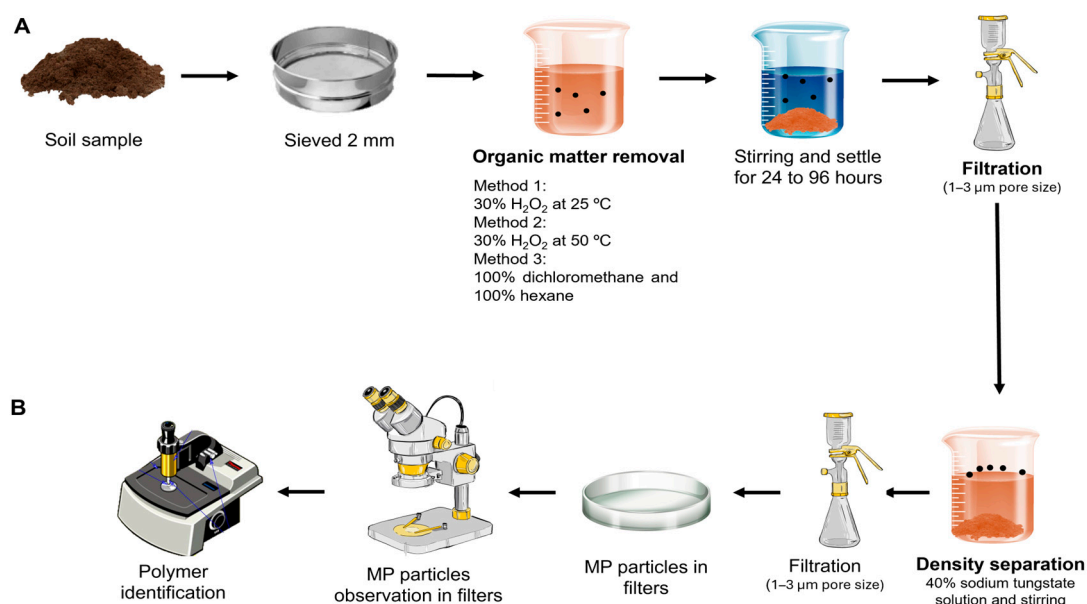 A
Soil sample
Sieved 2 mm
Organic matter removal
Method 1:
30% H₂O₂ at 25 ºC
Method 2:
30% H₂O₂ at 50 ºC
Method 3:
100% dichloromethane and
100% hexane
Stirring and settle
for 24 to 96 hours
Filtration
(1–3 µm pore size)
B
Polymer
identification
MP particles
observation in filters
MP particles in
filters
Filtration
(1–3 µm pore size)
Density separation
40% sodium tungstate
solution and stirring